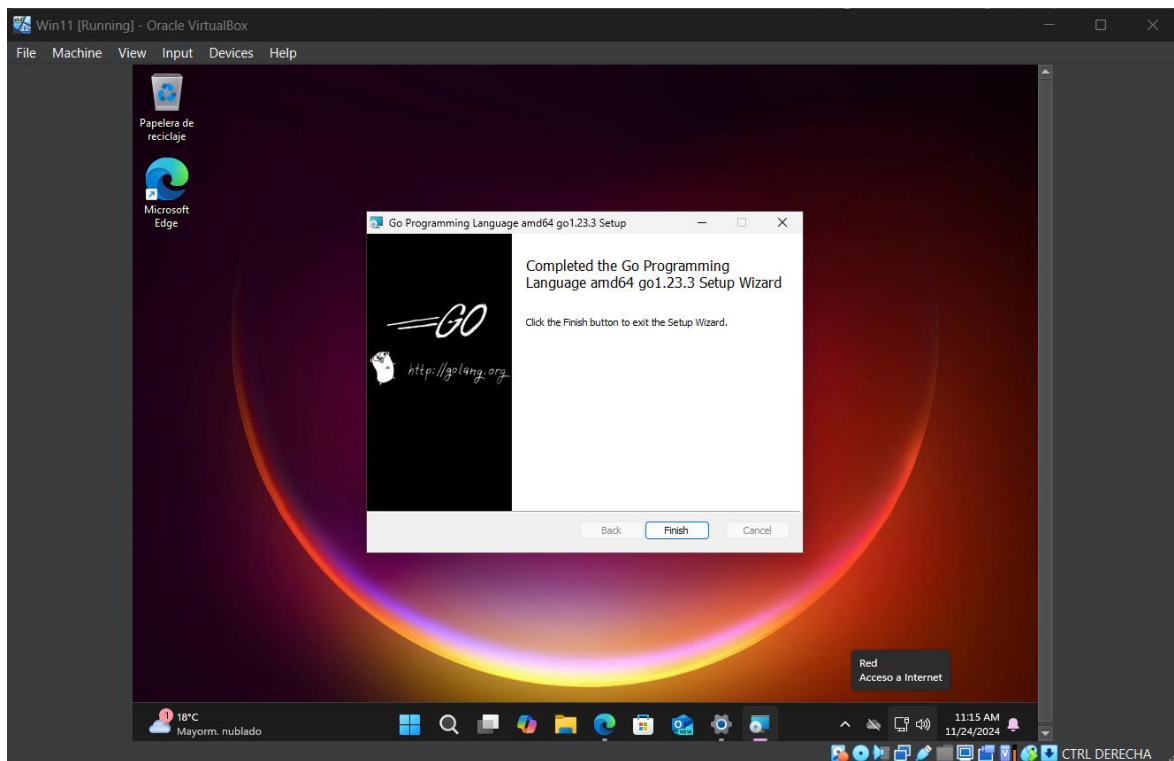 Win11 [Running] - Oracle VirtualBox
File Machine View Input Devices Help
Papelera de
reciclaje
Microsoft
Edge
Go Programming Language amd64 go1.23.3 Setup
Completed the Go Programming
Language amd64 go1.23.3 Setup Wizard
Click the Finish button to exit the Setup Wizard.
GO
http://golang.org
Back Finish Cancel
Red
Acceso a Internet
1
18°C
Mayorm. nublado
NEW
11:15 AM
11/24/2024
CTRL DERECHA